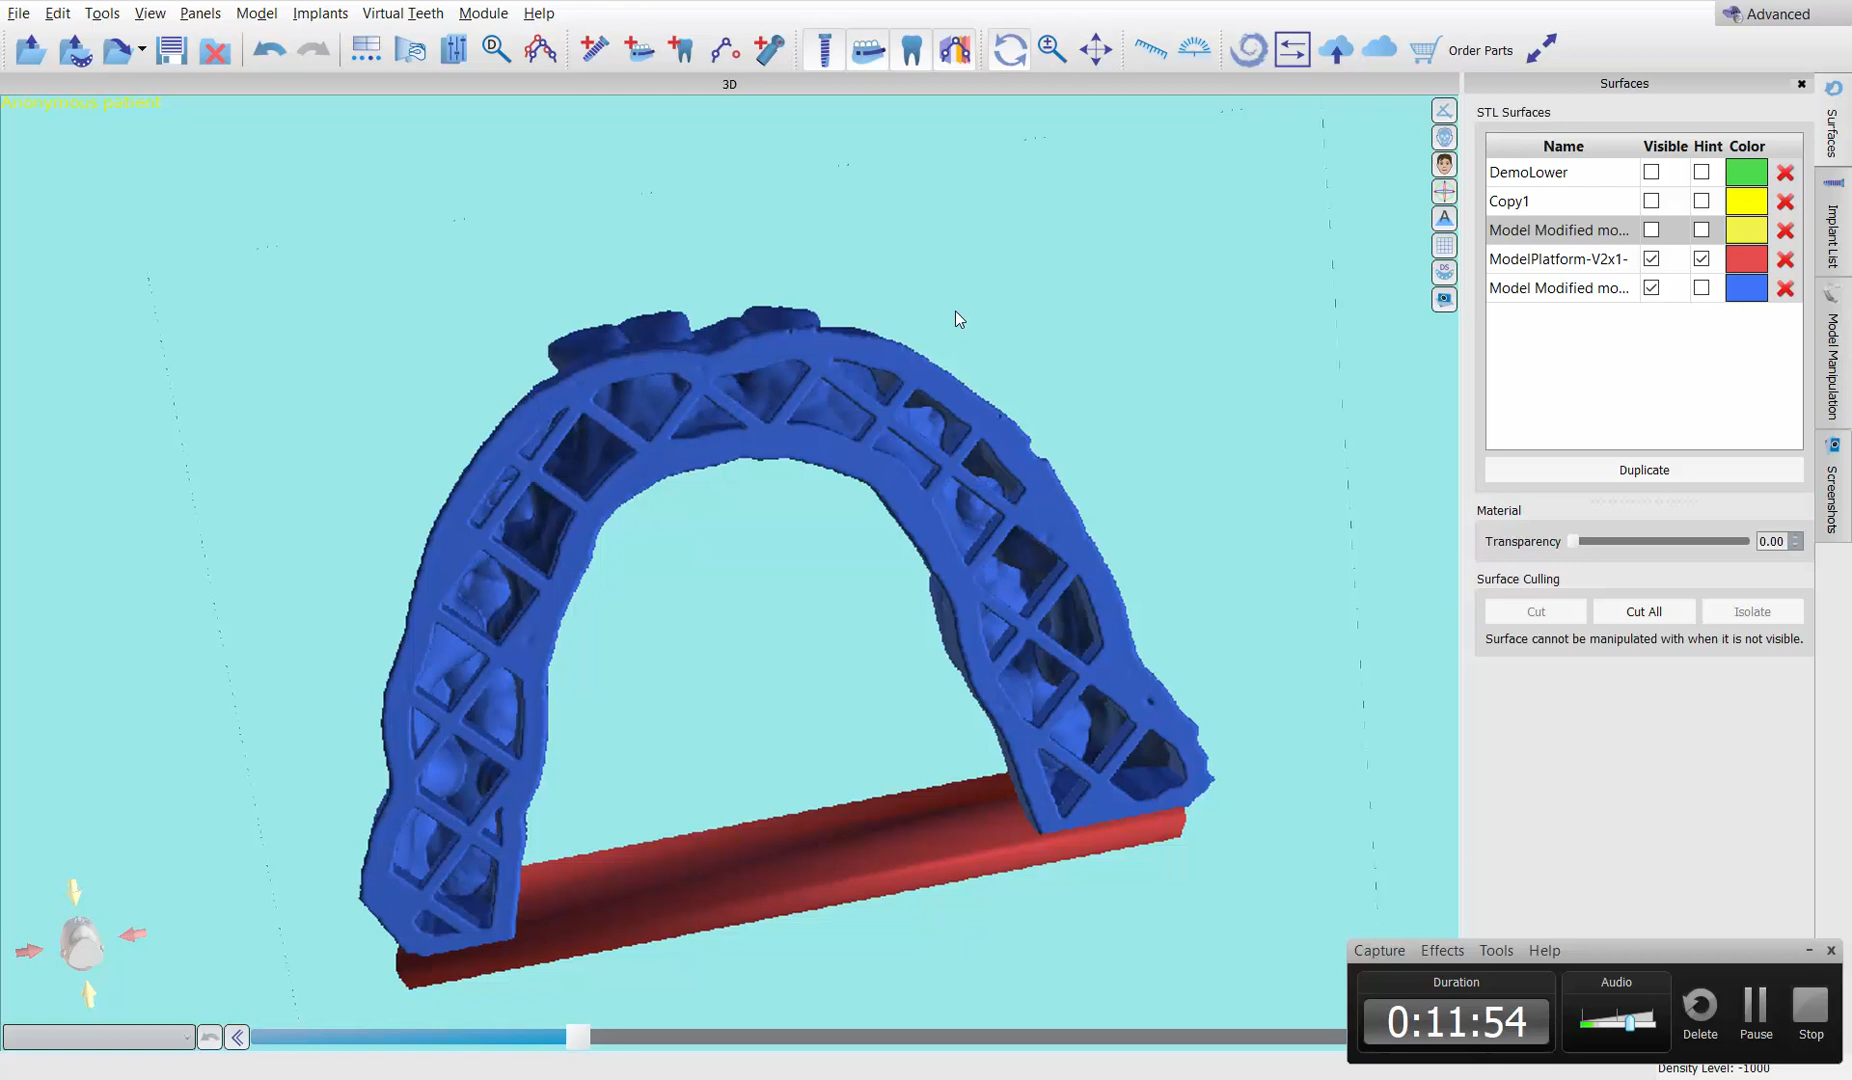 File Edit Tools View Panels Model Implants Virtual Teeth Module Help
Advanced
Order Parts
3D
Surfaces
Anonymous patient
STL Surfaces
Name Visible Hint Color
DemoLower
Copy1
Model Modified mo...
ModelPlatform-V2x1-
Model Modified mo...
Duplicate
Material
Transparency 0.00
Surface Culling
Cut Cut All Isolate
Surface cannot be manipulated with when it is not visible.
Surfaces
Implant List
Model Manipulation
Screenshots
Capture Effects Tools Help
Duration Audio
0:11:54
Delete Pause Stop
Density Level: -1000